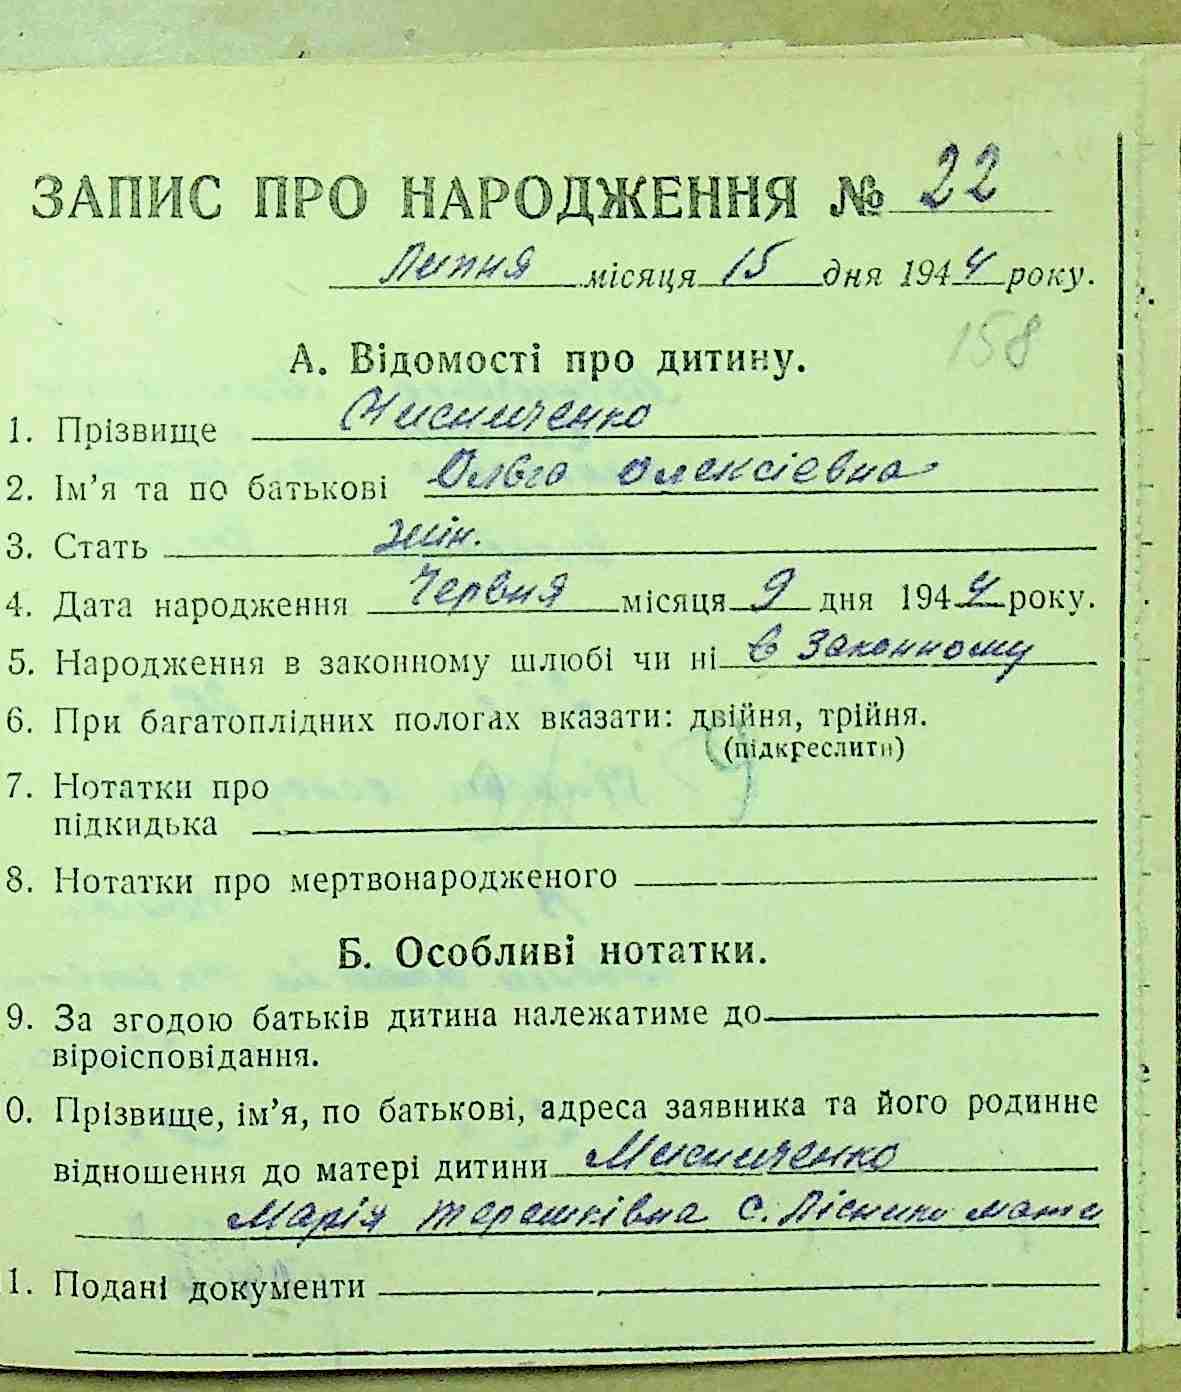 ЗАПИС ПРО НАРОДЖЕННЯ № 22
Липня місяця 15 дня 1944 року.
158
А. Відомості про дитину.
1. Прізвище
2. Ім’я та по батькові Ольга Олексіевна
3. Стать жін.
4. Дата народження Червня місяця 9 дня 1944 року.
5. Народження в законному шлюбі чи ні в Законному
6. При багатоплідних пологах вказати: двійня, трійня.
(підкреслити)
7. Нотатки про
підкидька
8. Нотатки про мертвонародженого
Б. Особливі нотатки.
9. За згодою батьків дитина належатиме до
віроісповідання.
0. Прізвище, ім’я, по батькові, адреса заявника та його родинне
відношення до матері дитини
Марія Терешківна с. Лісники мати
1. Подані документи